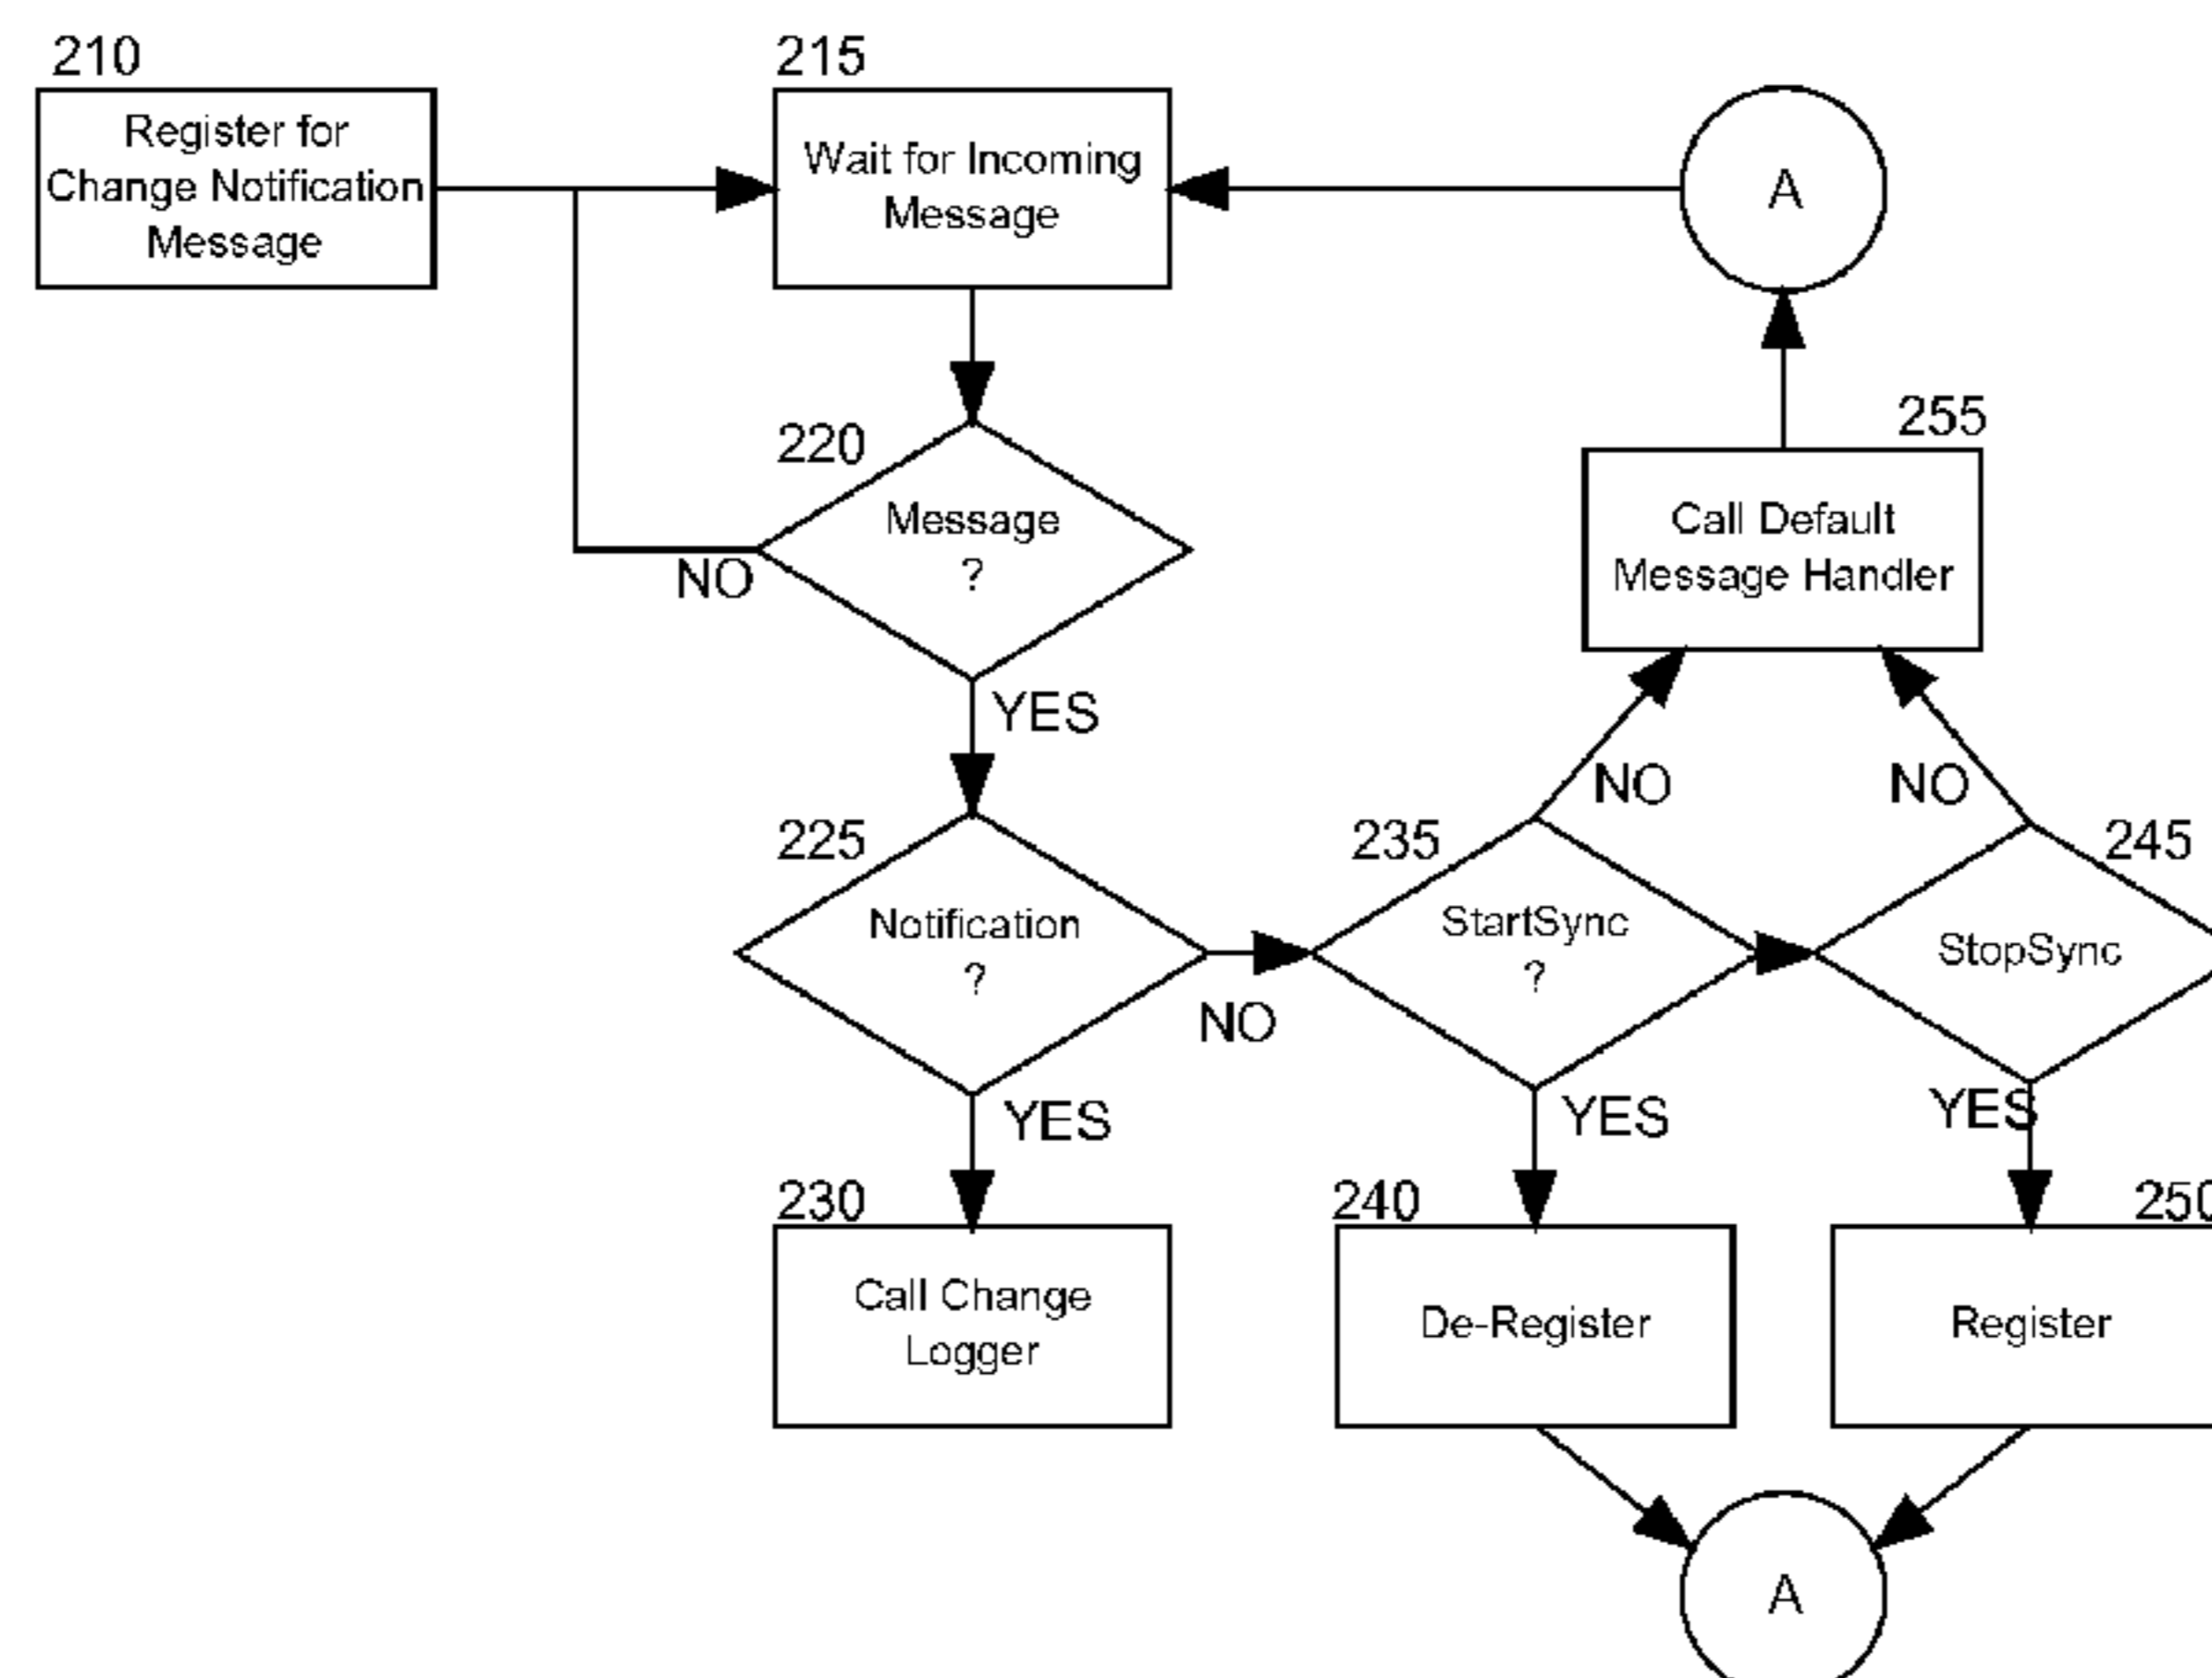 210
Register for
Change Notification
Message
215
Wait for Incoming
Message
A
220
Message
?
NO
YES
255
Call Default
Message Handler
NO
NO
225
Notification
?
NO
YES
235
StartSync
?
YES
245
StopSync
YES
230
Call Change
Logger
240
De-Register
250
Register
A